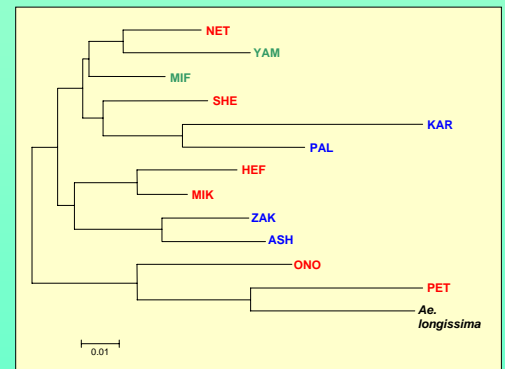 NET
YAM
MIF
SHE
KAR
PAL
HEF
MIK
ZAK
ASH
ONO
PET
Ae.
longissima
0.01